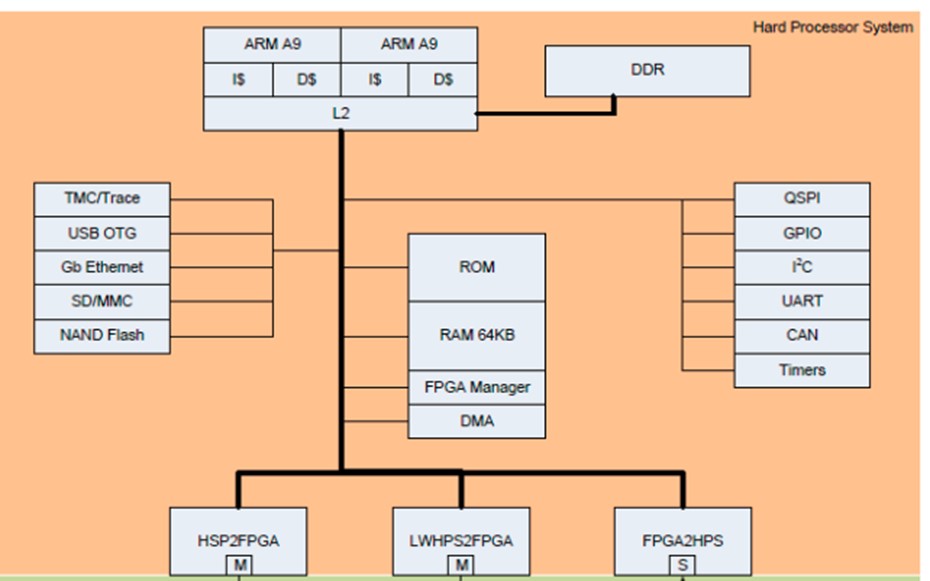 Hard Processor System
ARM A9 ARM A9
I$ D$ I$ D$
L2
DDR
TMC/Trace
USB OTG
Gb Ethernet
SD/MMC
NAND Flash
ROM
RAM 64KB
FPGA Manager
DMA
QSPI
GPIO
I²C
UART
CAN
Timers
HSP2FPGA
M
LWHPS2FPGA
M
FPGA2HPS
S